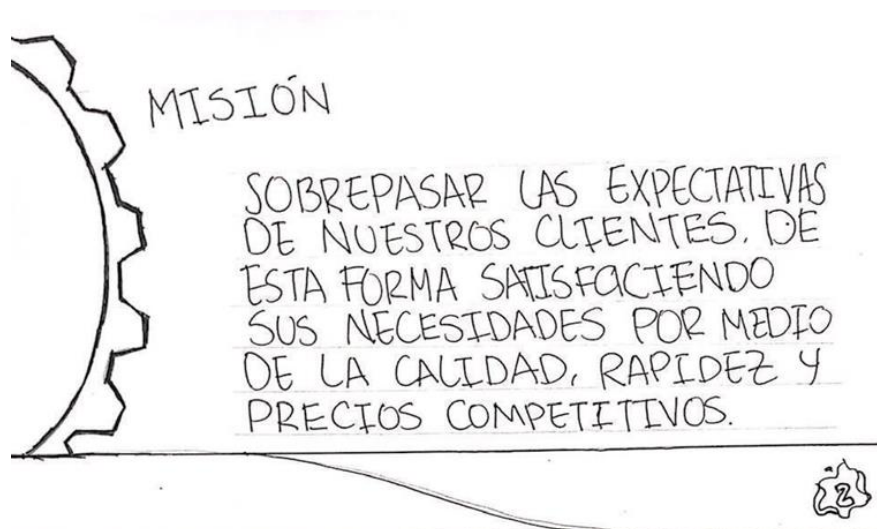 MISIÓN
SOBREPASAR LAS EXPECTATIVAS
DE NUESTROS CLIENTES. DE
ESTA FORMA SATISFACIENDO
SUS NECESIDADES POR MEDIO
DE LA CALIDAD, RAPIDEZ Y
PRECIOS COMPETITIVOS.
2